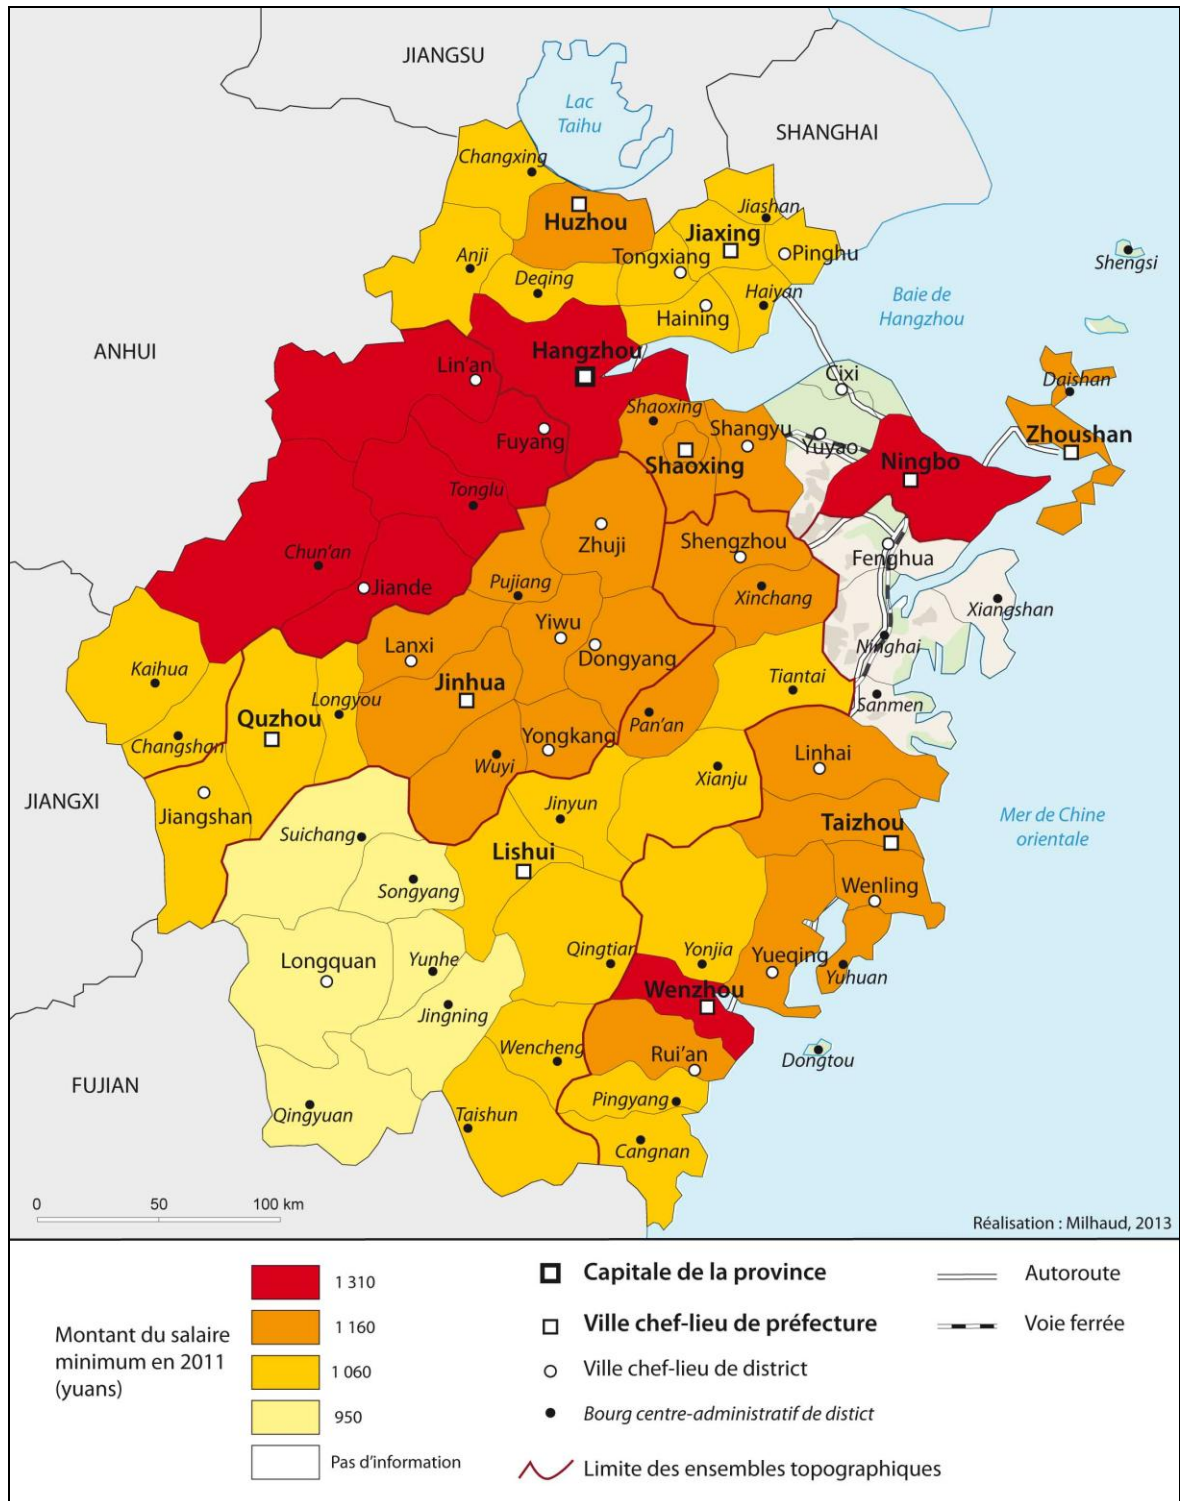 JIANGSU
Lac
Taihu
SHANGHAI
Changxing
Huzhou
Jiashan
Jiaxing
Tongxiang
Pinghu
Anji
Deqing
Haiyan
Haining
Shengsi
Baie de
Hangzhou
ANHUI
Hangzhou
Lin'an
Cixi
Daishan
Shaoxing
Shangyu
Fuyang
Yuyao
Zhoushan
Shaoxing
Ningbo
Tonglu
Zhuji
Shengzhou
Fenghua
Chun'an
Jiande
Pujiang
Xinchang
Xiangshan
Yiwu
Lanxi
Dongyang
Ninghai
Kaihua
Tiantai
Jinhua
Longyou
Sanmen
Quzhou
Pan'an
Changshan
Yongkang
Linhai
Wuyi
Xianju
JIANGXI
Jiangshan
Jinyun
Mer de Chine
orientale
Taizhou
Suichang
Lishui
Songyang
Wenling
Qingtian
Yonjia
Yueqing
Longquan
Yunhe
Yuhuan
Wenzhou
Jingning
Wencheng
Rui'an
Dongtou
FUJIAN
Pingyang
Qingyuan
Taishun
Cangnan
0 50 100 km
Réalisation : Milhaud, 2013
Montant du salaire
minimum en 2011
(yuans)
1 310
1 160
1 060
950
Pas d'information
Capitale de la province
Ville chef-lieu de préfecture
Ville chef-lieu de district
Bourg centre-administratif de distict
Limite des ensembles topographiques
Autoroute
Voie ferrée